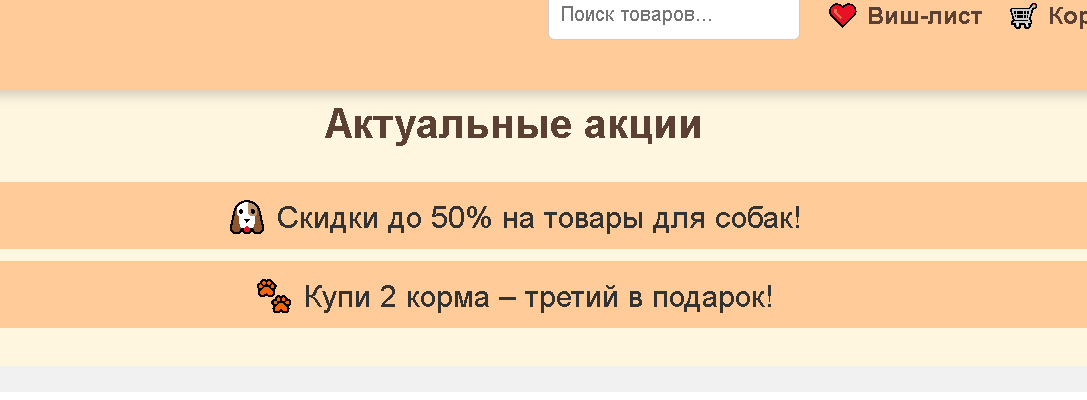 Поиск товаров... Виш-лист
Актуальные акции
Скидки до 50% на товары для собак!
Купи 2 корма – третий в подарок!